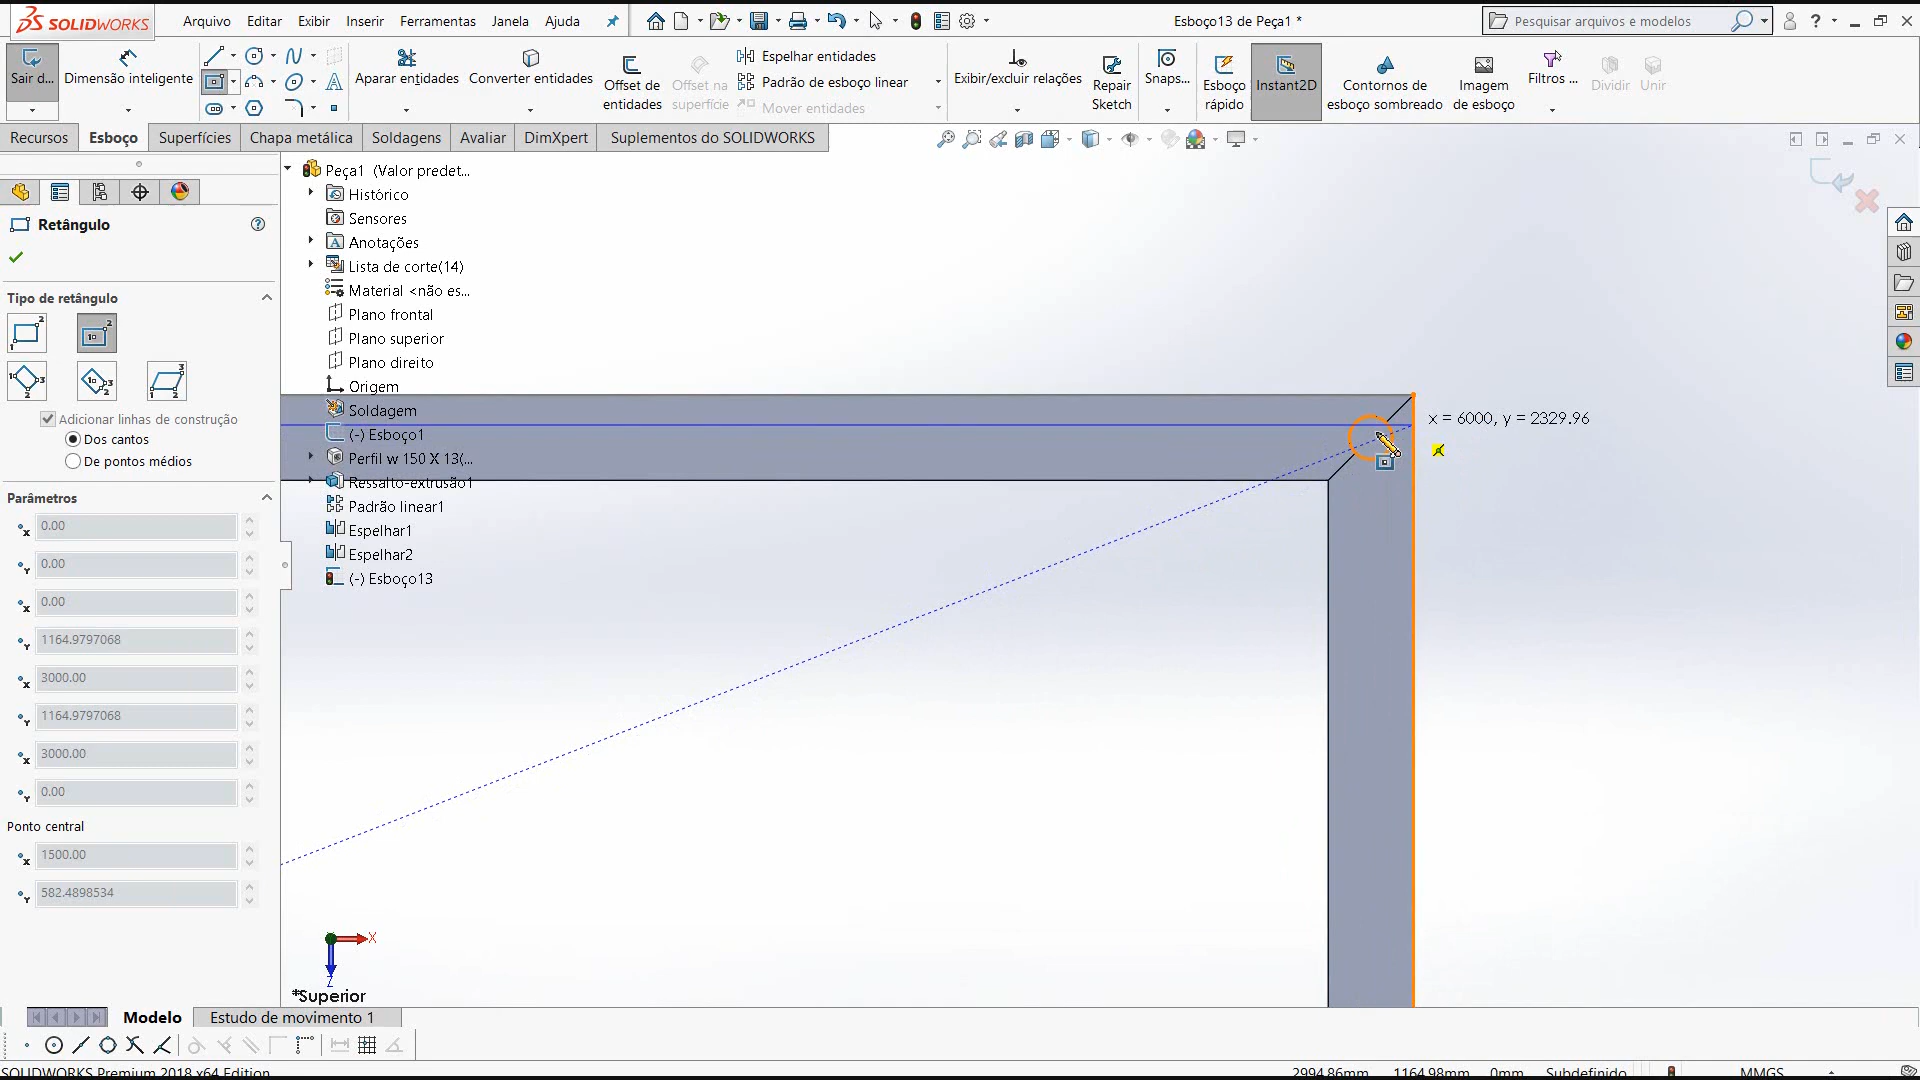 SOLIDWORKS
Arquivo Editar Exibir Inserir Ferramentas Janela Ajuda
Esboço13 de Peça1 *
Pesquisar arquivos e modelos
Sair d...
Dimensão inteligente
Aparar entidades
Converter entidades
Offset de
entidades
Offset na
superfície
Espelhar entidades
Padrão de esboço linear
Mover entidades
Exibir/excluir relações
Repair
Sketch
Snaps...
Esboço
rápido
Instant2D
Contornos de
esboço sombreado
Imagem
de esboço
Filtros ...
Dividir
Unir
Recursos Esboço Superfícies Chapa metálica Soldagens Avaliar DimXpert Suplementos do SOLIDWORKS
Peça1 (Valor predet...
Histórico
Sensores
Anotações
Lista de corte(14)
Material <não es...
Plano frontal
Plano superior
Plano direito
Origem
Soldagem
(-) Esboço1
Perfil w 150 X 13(...
Ressalto-extrusão1
Padrão linear1
Espelhar1
Espelhar2
(-) Esboço13
Retângulo
Tipo de retângulo
Adicionar linhas de construção
Dos cantos
De pontos médios
Parâmetros
0.00
0.00
0.00
1164.9797068
3000.00
1164.9797068
3000.00
0.00
Ponto central
1500.00
582.4898534
x = 6000, y = 2329.96
X
Z
*Superior
Modelo Estudo de movimento 1
SOLIDWORKS Premium 2018 x64 Edition
2994.86mm 1164.98mm 0mm Subdefinido MMGS